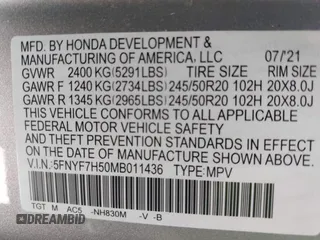 MFD. BY HONDA DEVELOPMENT &
MANUFACTURING OF AMERICA, LLC 07/'21
GVWR 2400 KG(5291LBS) TIRE SIZE RIM SIZE
GAWR F 1240 KG(2734LBS) 245/50R20 102H 20X8.0J
GAWR R 1345 KG(2965LBS) 245/50R20 102H 20X8.0J
THIS VEHICLE CONFORMS TO ALL APPLICABLE
FEDERAL MOTOR VEHICLE SAFETY STANDARDS
IN EFFECT ON THE DATE OF MANUFACTURE SHOWN ABOVE.
V.I.N.:5FNYF7H50MB011436 TYPE:MPV
TGT M AC5 -NH830M -V -B
DREAMBID